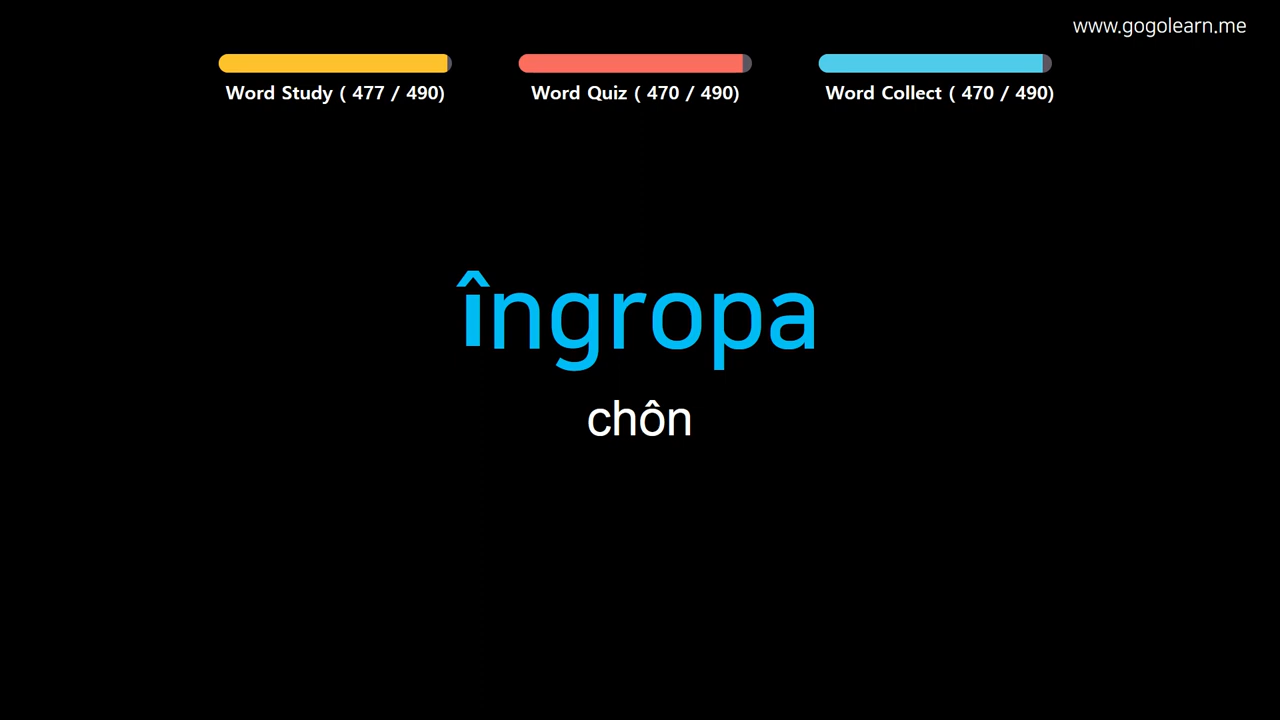 www.gogolearn.me
Word Study ( 477 / 490)
Word Quiz ( 470 / 490)
Word Collect ( 470 / 490)
îngropa
chôn